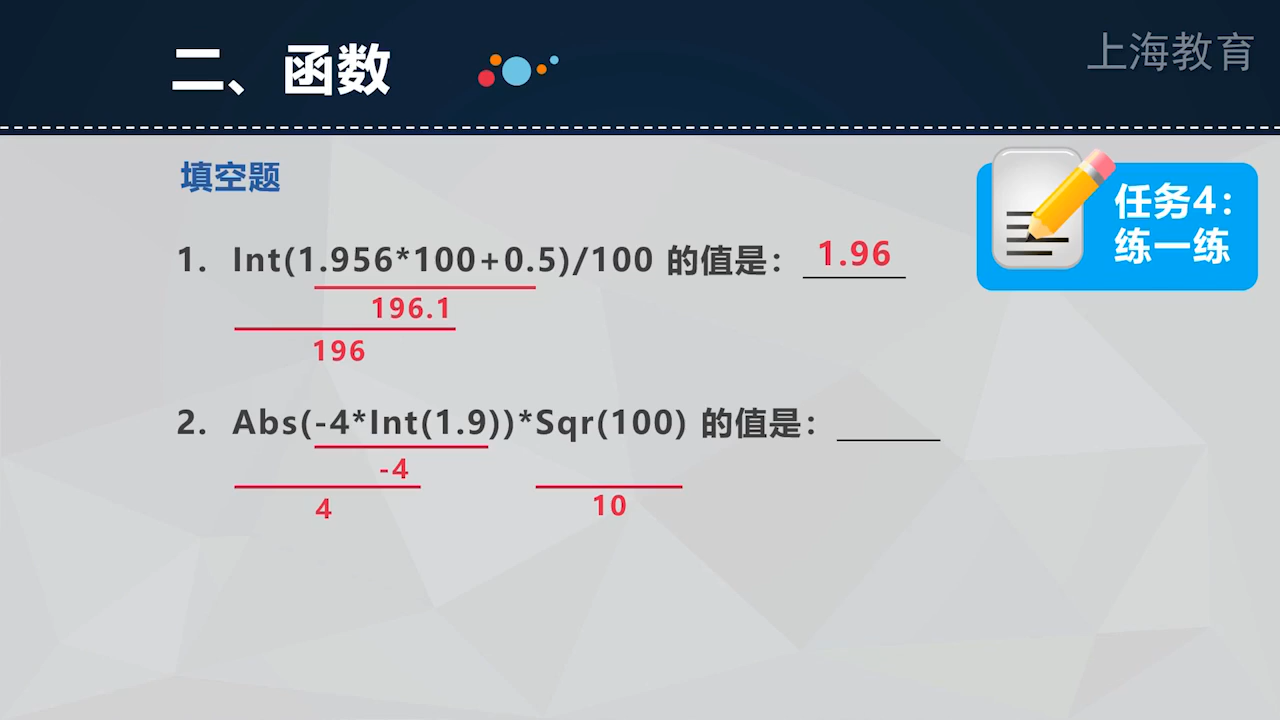 二、函数
上海教育
填空题
任务4：
练一练
1. Int(1.956*100+0.5)/100 的值是： 1.96
196.1
196
2. Abs(-4*Int(1.9))*Sqr(100) 的值是：
-4
4
10